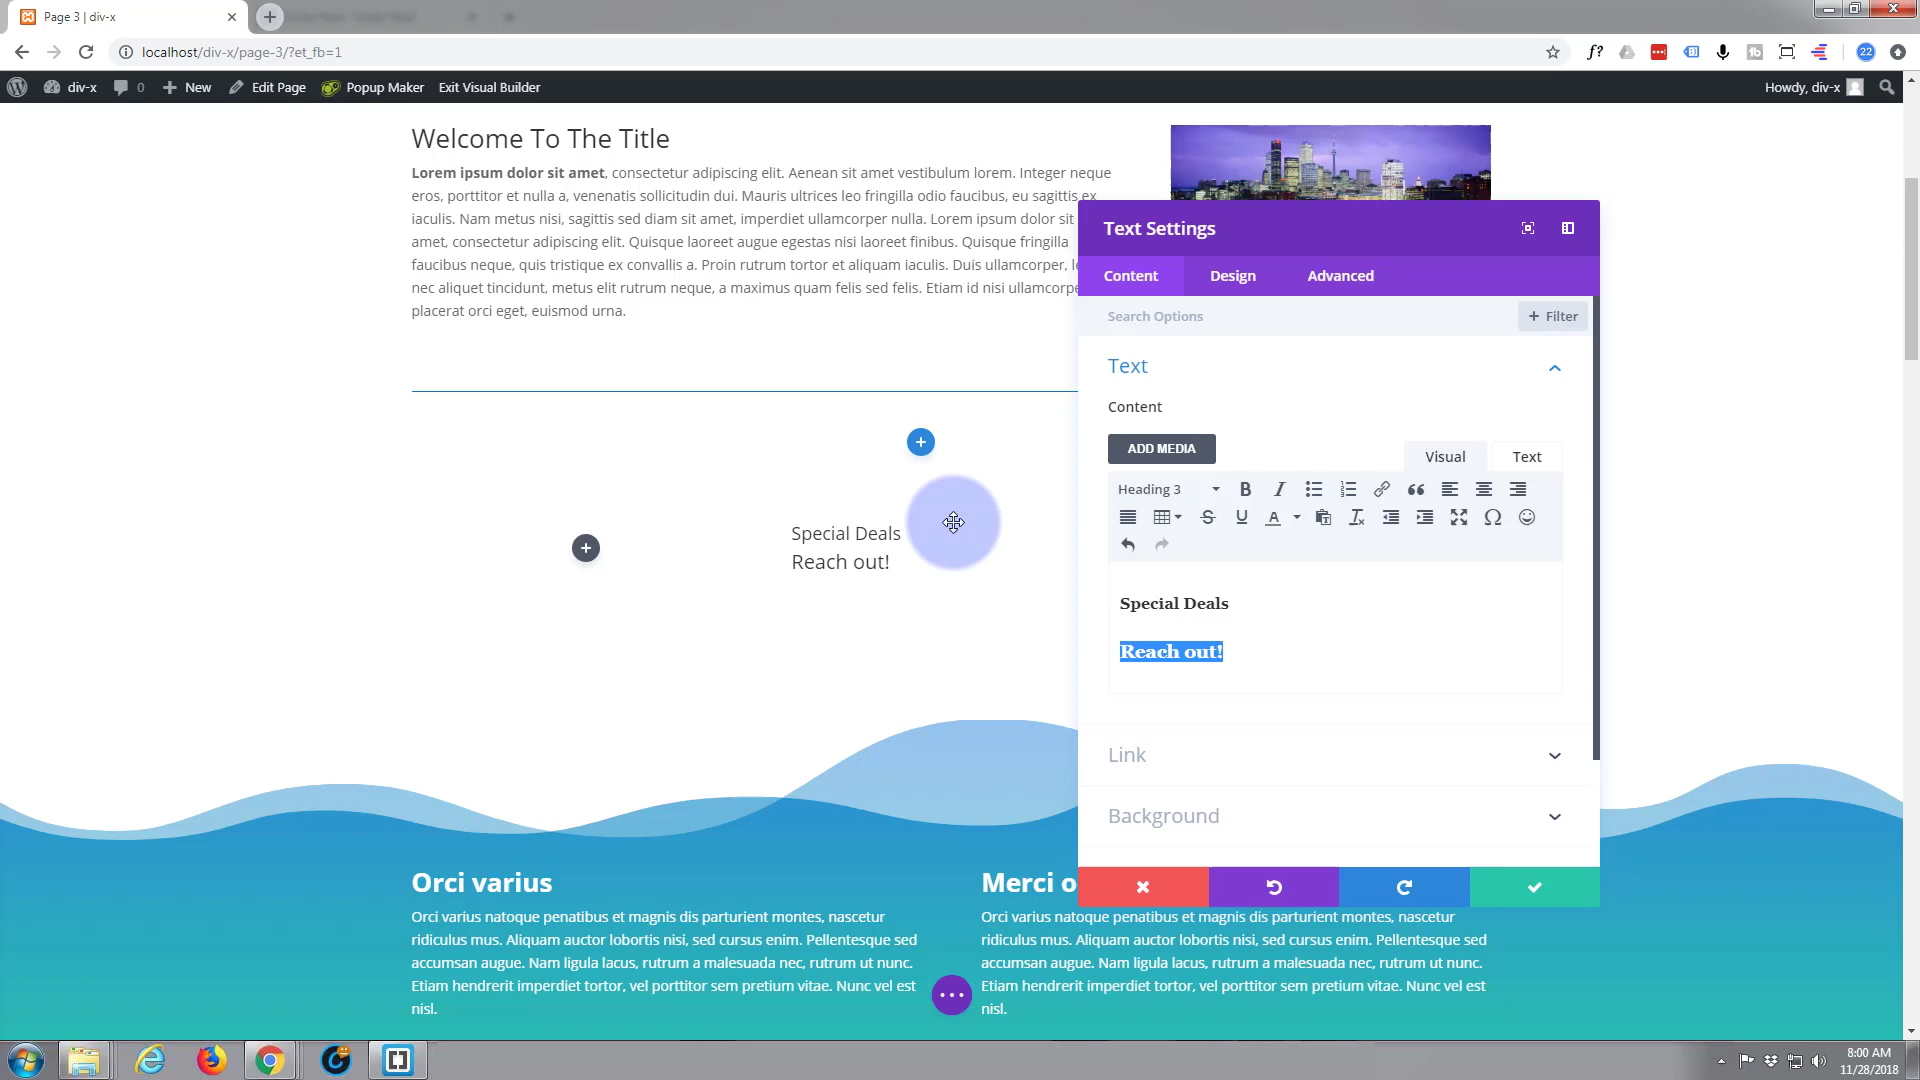 Page 3 | div-x
localhost/div-x/page-3/?et_fb=1
f?
22
div-x
0
New
Edit Page
Popup Maker
Exit Visual Builder
Howdy, div-x
Welcome To The Title
Lorem ipsum dolor sit amet, consectetur adipiscing elit. Aenean sit amet vestibulum lorem. Integer neque
eros, porttitor et nulla a, venenatis sollicitudin dui. Mauris ultrices leo fringilla odio faucibus, eu sagittis ex
iaculis. Nam metus nisi, sagittis sed diam sit amet, imperdiet ullamcorper nulla. Lorem ipsum dolor sit
amet, consectetur adipiscing elit. Quisque laoreet augue egestas nisi laoreet finibus. Quisque fringilla
faucibus neque, quis tristique ex convallis a. Proin rutrum tortor et aliquam iaculis. Duis ullamcorper, l
nec aliquet tincidunt, metus elit rutrum neque, a maximus quam felis sed felis. Etiam id nisi ullamcorpe
placerat orci eget, euismod urna.
Special Deals
Reach out!
Text Settings
Content
Design
Advanced
Search Options
+ Filter
Text
Content
ADD MEDIA
Visual
Text
Heading 3
Special Deals
Reach out!
Link
Background
Orci varius
Orci varius natoque penatibus et magnis dis parturient montes, nascetur
ridiculus mus. Aliquam auctor lobortis nisi, sed cursus enim. Pellentesque sed
accumsan augue. Nam ligula lacus, rutrum a malesuada nec, rutrum ut nunc.
Etiam hendrerit imperdiet tortor, vel porttitor sem pretium vitae. Nunc vel est
nisl.
Merci o
Orci varius natoque penatibus et magnis dis parturient montes, nascetur
ridiculus mus. Aliquam auctor lobortis nisi, sed cursus enim. Pellentesque sed
accumsan augue. Nam ligula lacus, rutrum a malesuada nec, rutrum ut nunc.
Etiam hendrerit imperdiet tortor, vel porttitor sem pretium vitae. Nunc vel est
nisl.
8:00 AM
11/28/2018